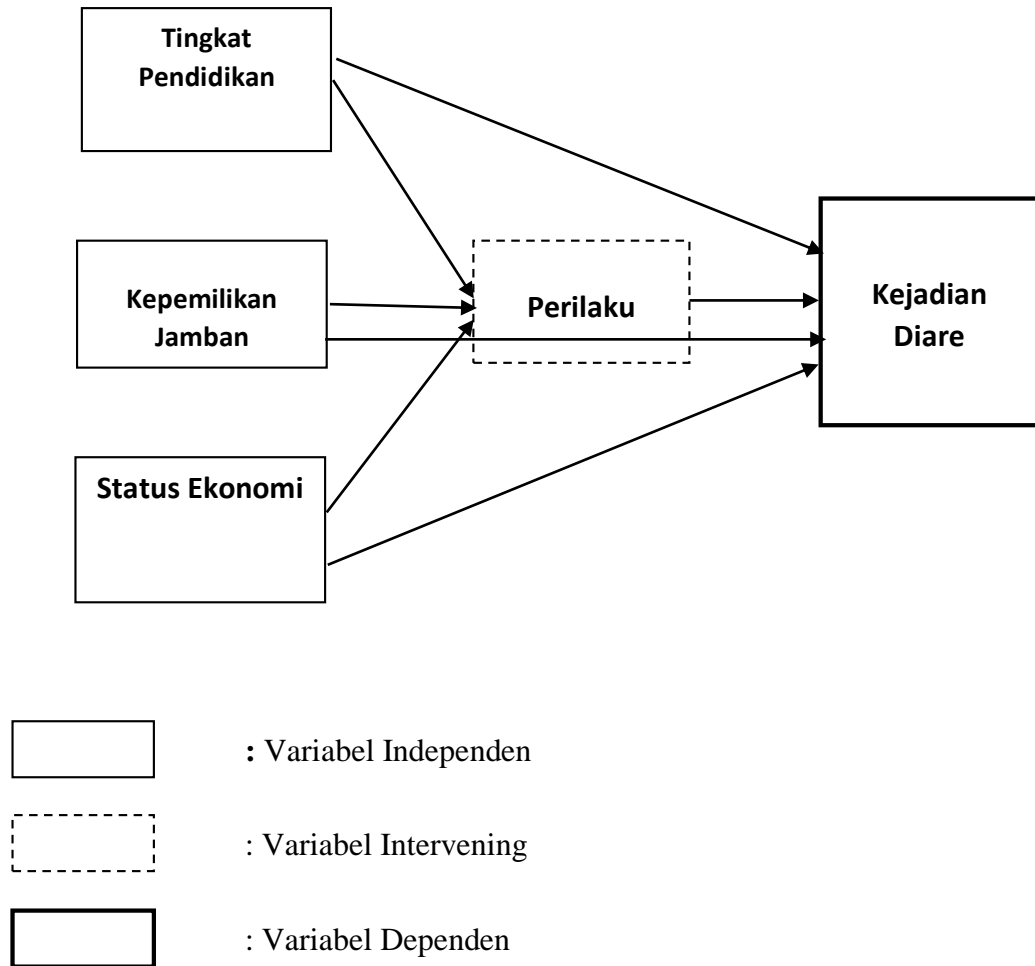 Tingkat
Pendidikan
Kepemilikan
Jamban
Status Ekonomi
Perilaku
Kejadian
Diare
: Variabel Independen
: Variabel Intervening
: Variabel Dependen